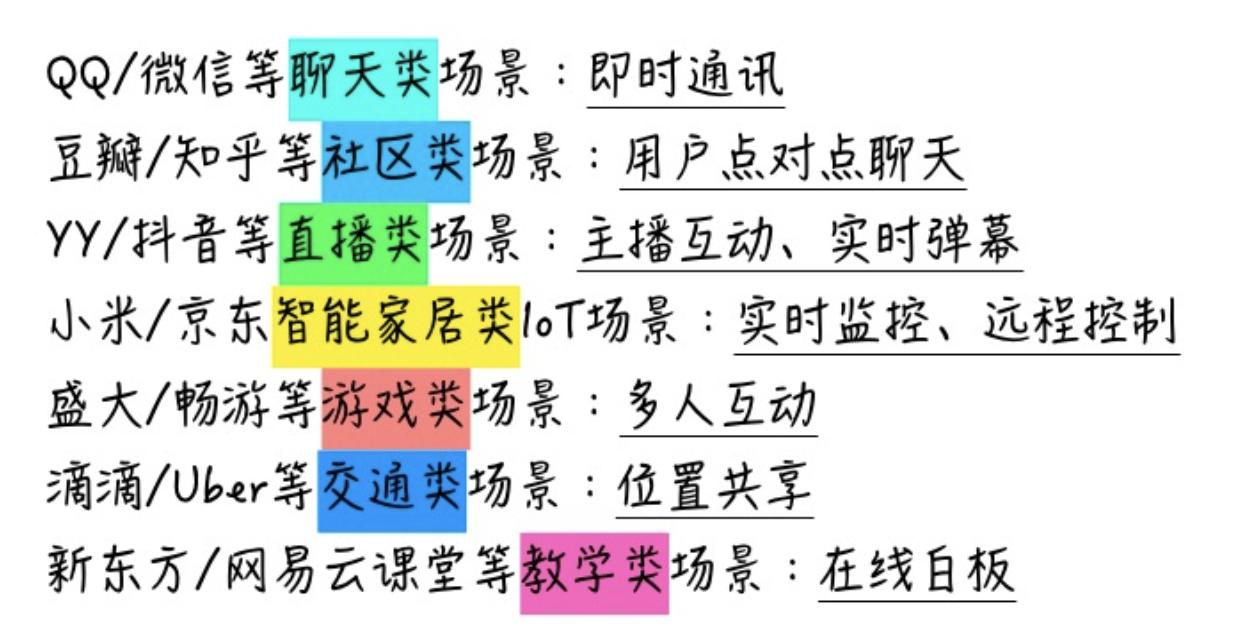 QQ/微信等聊天类场景：即时通讯
豆瓣/知乎等社区类场景：用户点对点聊天
YY/抖音等直播类场景：主播互动、实时弹幕
小米/京东智能家居类IoT场景：实时监控、远程控制
盛大/畅游等游戏类场景：多人互动
滴滴/Uber等交通类场景：位置共享
新东方/网易云课堂等教学类场景：在线白板